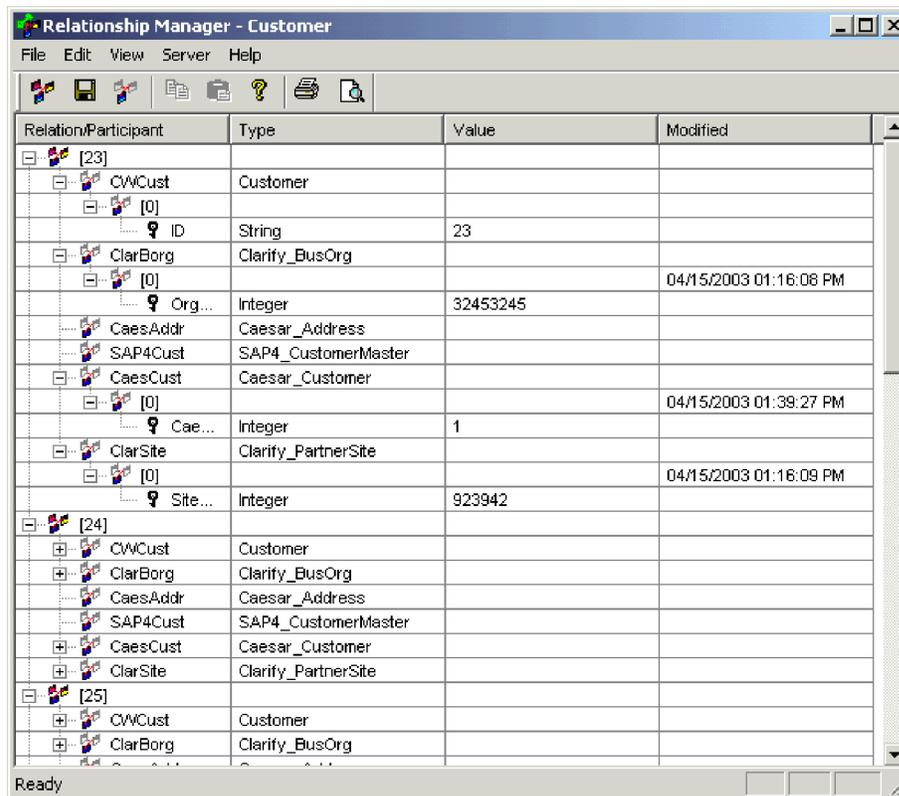 Relationship Manager - Customer
File Edit View Server Help
Relation/Participant Type Value Modified
[23]
CWCust Customer
[0]
ID String 23
ClarBorg Clarify_BusOrg
[0] 04/15/2003 01:16:08 PM
Org... Integer 32453245
CaesAddr Caesar_Address
SAP4Cust SAP4_CustomerMaster
CaesCust Caesar_Customer
[0] 04/15/2003 01:39:27 PM
Cae... Integer 1
ClarSite Clarify_PartnerSite
[0] 04/15/2003 01:16:09 PM
Site... Integer 923942
[24]
CWCust Customer
ClarBorg Clarify_BusOrg
CaesAddr Caesar_Address
SAP4Cust SAP4_CustomerMaster
CaesCust Caesar_Customer
ClarSite Clarify_PartnerSite
[25]
CWCust Customer
ClarBorg Clarify_BusOrg
Ready